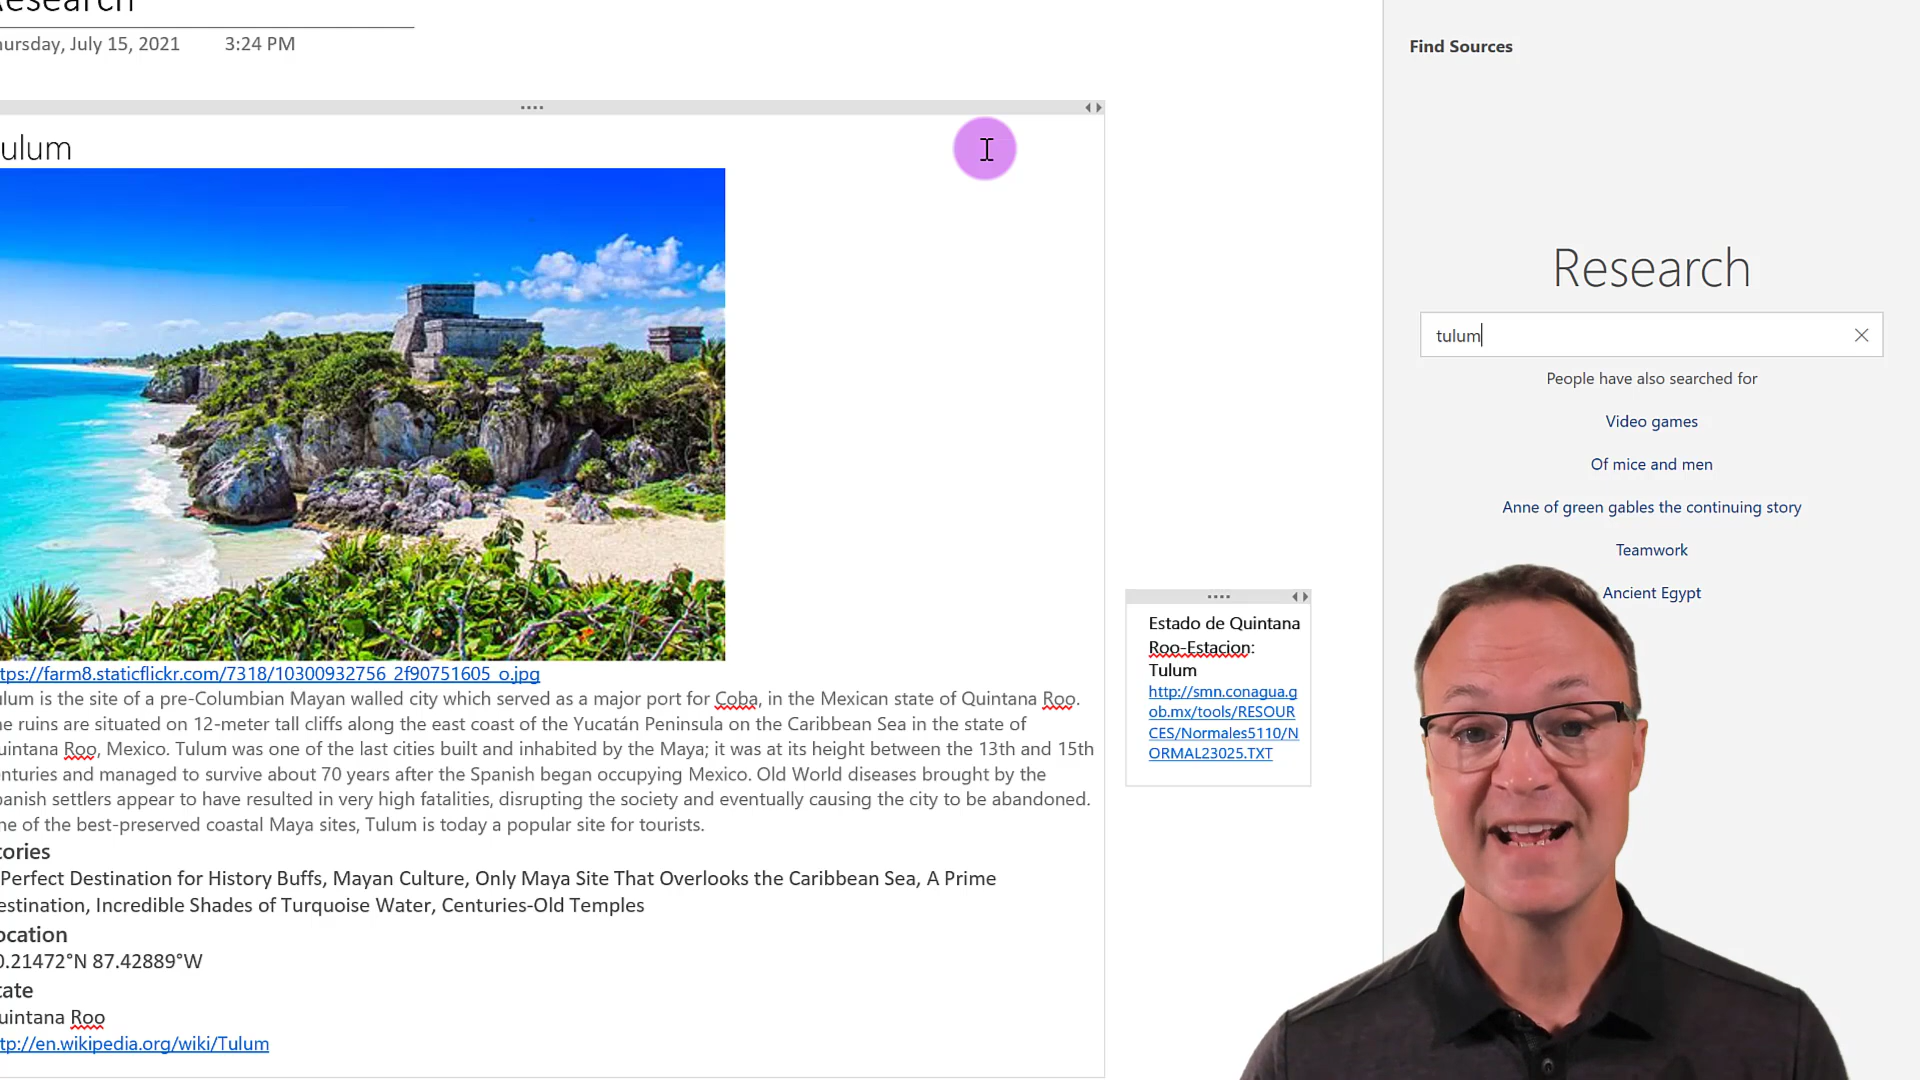 esearch
ursday, July 15, 2021 3:24 PM
ulum
tps://farm8.staticflickr.com/7318/10300932756_2f90751605_o.jpg
ulum is the site of a pre-Columbian Mayan walled city which served as a major port for Coba, in the Mexican state of Quintana Roo.
e ruins are situated on 12-meter tall cliffs along the east coast of the Yucatán Peninsula on the Caribbean Sea in the state of
uintana Roo, Mexico. Tulum was one of the last cities built and inhabited by the Maya; it was at its height between the 13th and 15th
nturies and managed to survive about 70 years after the Spanish began occupying Mexico. Old World diseases brought by the
panish settlers appear to have resulted in very high fatalities, disrupting the society and eventually causing the city to be abandoned.
ne of the best-preserved coastal Maya sites, Tulum is today a popular site for tourists.
tories
Perfect Destination for History Buffs, Mayan Culture, Only Maya Site That Overlooks the Caribbean Sea, A Prime
estination, Incredible Shades of Turquoise Water, Centuries-Old Temples
ocation
0.21472°N 87.42889°W
tate
uintana Roo
tp://en.wikipedia.org/wiki/Tulum
Estado de Quintana
Roo-Estacion:
Tulum
http://smn.conagua.g
ob.mx/tools/RESOUR
CES/Normales5110/N
ORMAL23025.TXT
Find Sources
Research
tulum
People have also searched for
Video games
Of mice and men
Anne of green gables the continuing story
Teamwork
Ancient Egypt